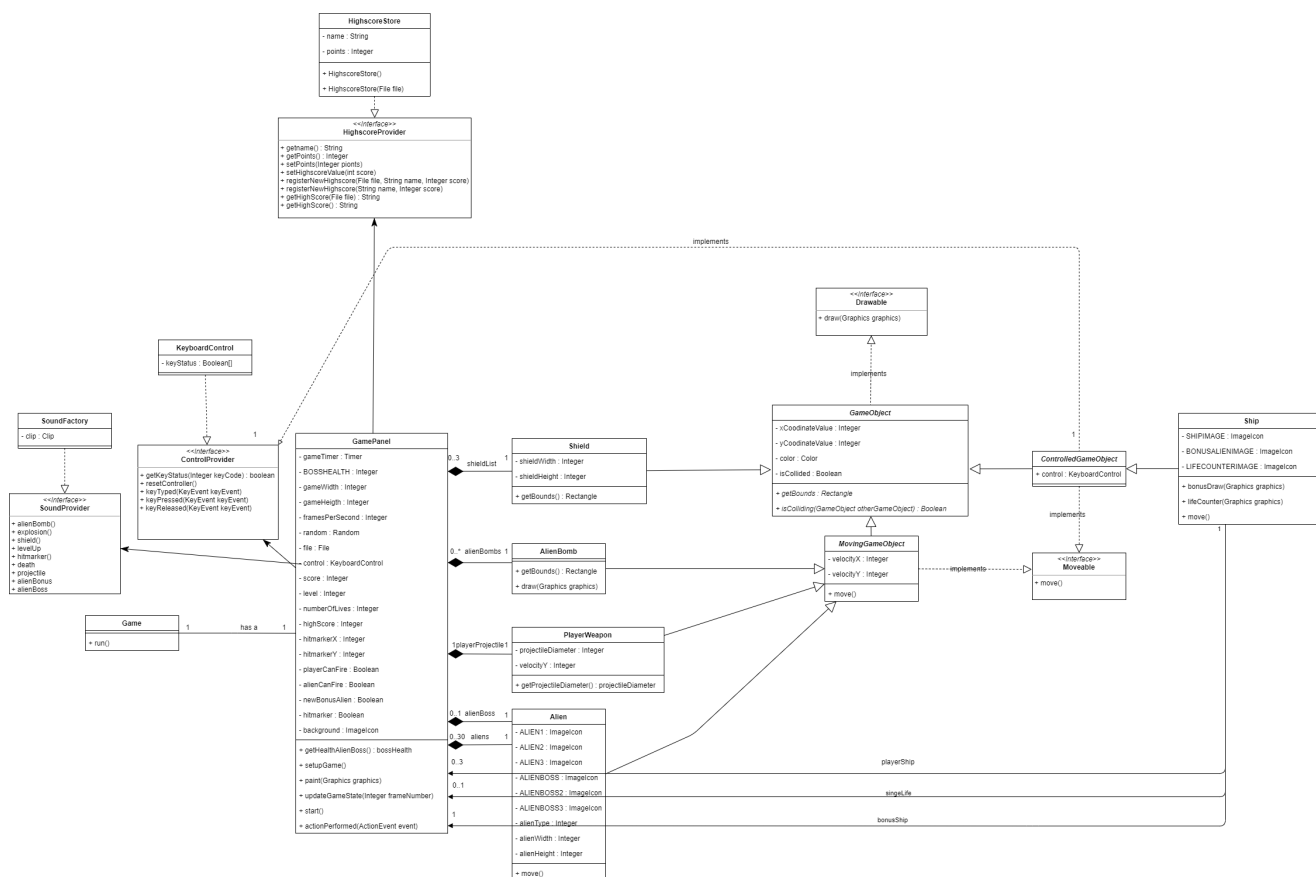 HighscoreStore
- name : String
- points : Integer
+ HighscoreStore()
+ HighscoreStore(File file)
<<interface>>
HighscoreProvider
+ getname() : String
+ getPoints() : Integer
+ setPoints(Integer pionts)
+ setHighscoreValue(int score)
+ registerNewHighscore(File file, String name, Integer score)
+ registerNewHighscore(String name, Integer score)
+ getHighScore(File file) : String
+ getHighScore() : String
implements
<<interface>>
Drawable
+ draw(Graphics graphics)
implements
KeyboardControl
- keyStatus : Boolean[]
SoundFactory
- clip : Clip
<<interface>>
ControlProvider
+ getKeyStatus(Integer keyCode) : boolean
+ resetController()
+ keyTyped(KeyEvent keyEvent)
+ keyPressed(KeyEvent keyEvent)
+ keyReleased(KeyEvent keyEvent)
1
<<interface>>
SoundProvider
+ alienBomb()
+ explosion()
+ shield()
+ levelUp
+ hitmarker()
+ death
+ projectile
+ alienBonus
+ alienBoss
Game
+ run()
1
has a
1
GamePanel
- gameTimer : Timer
- BOSSHEALTH : Integer
- gameWidth : Integer
- gameHeigth : Integer
- framesPerSecond : Integer
- random : Random
- file : File
- control : KeyboardControl
- score : Integer
- level : Integer
- numberOfLives : Integer
- highScore : Integer
- hitmarkerX : Integer
- hitmarkerY : Integer
- playerCanFire : Boolean
- alienCanFire : Boolean
- newBonusAlien : Boolean
- hitmarker : Boolean
- background : ImageIcon
+ getHealthAlienBoss() : bossHealth
+ setupGame()
+ paint(Graphics graphics)
+ updateGameState(Integer frameNumber)
+ start()
+ actionPerformed(ActionEvent event)
0..3
shieldList
1
Shield
- shieldWidth : Integer
- shieldHeight : Integer
+ getBounds() : Rectangle
0..*
alienBombs
1
AlienBomb
+ getBounds() : Rectangle
+ draw(Graphics graphics)
1
playerProjectile
1
PlayerWeapon
- projectileDiameter : Integer
- velocityY : Integer
+ getProjectileDiameter() : projectileDiameter
0..1
alienBoss
1
0..30
aliens
1
Alien
- ALIEN1 : ImageIcon
- ALIEN2 : ImageIcon
- ALIEN3 : ImageIcon
- ALIENBOSS : ImageIcon
- ALIENBOSS2 : ImageIcon
- ALIENBOSS3 : ImageIcon
- alienType : Integer
- alienWidth : Integer
- alienHeight : Integer
+ move()
GameObject
- xCoodinateValue : Integer
- yCoodinateValue : Integer
- color : Color
- isCollided : Boolean
+ getBounds : Rectangle
+ isColliding(GameObject otherGameObject) : Boolean
MovingGameObject
- velocityX : Integer
- velocityY : Integer
+ move()
implements
1
ControlledGameObject
+ control : KeyboardControl
implements
<<interface>>
Moveable
+ move()
Ship
- SHIPIMAGE : ImageIcon
- BONUSALIENIMAGE : ImageIcon
- LIFECOUNTERIMAGE : ImageIcon
+ bonusDraw(Graphics graphics)
+ lifeCounter(Graphics graphics)
+ move()
1
0..3
playerShip
0..1
singeLife
1
bonusShip